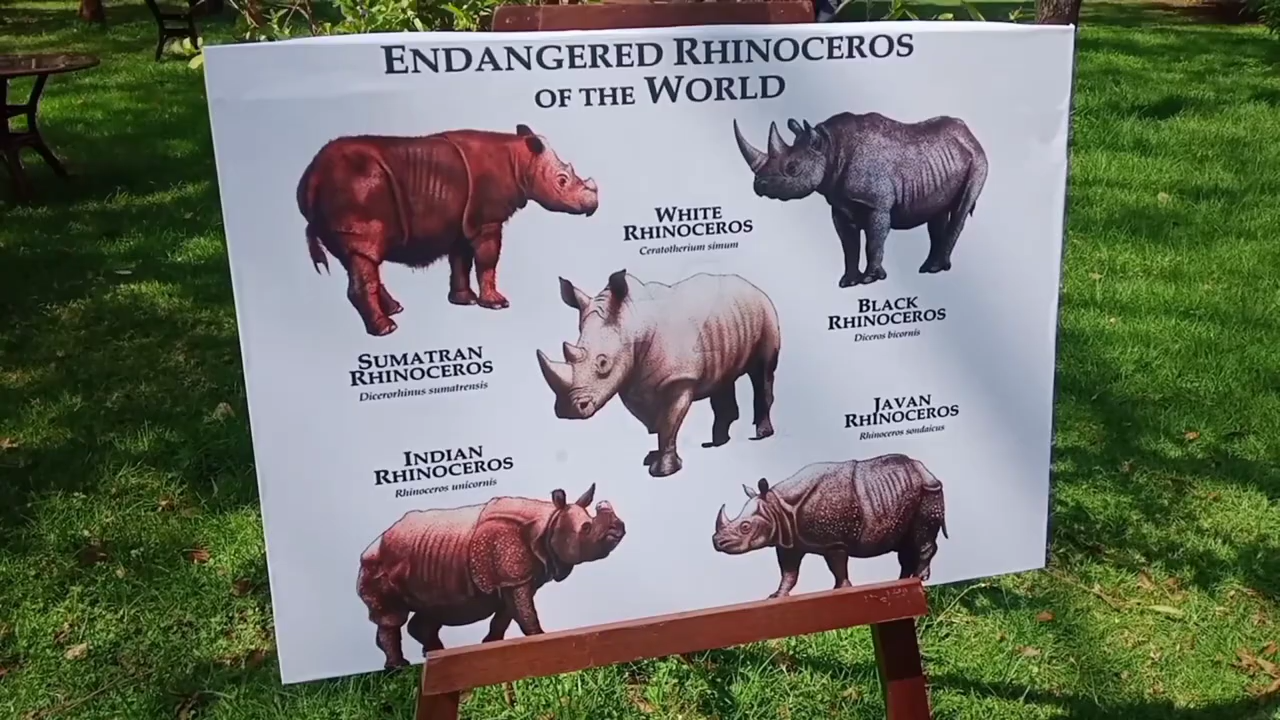 ENDANGERED RHINOCEROS
OF THE WORLD
WHITE
RHINOCEROS
Ceratotherium simum
BLACK
RHINOCEROS
Diceros bicornis
SUMATRAN
RHINOCEROS
Dicerorhinus sumatrensis
JAVAN
RHINOCEROS
Rhinoceros sondaicus
INDIAN
RHINOCEROS
Rhinoceros unicornis